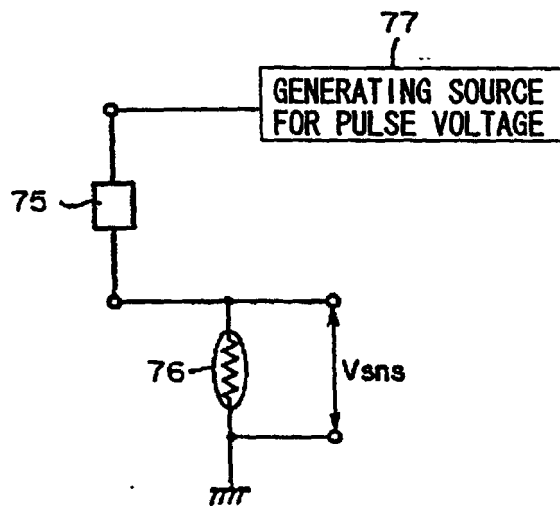 77
GENERATING SOURCE
FOR PULSE VOLTAGE
75
76
Vsns